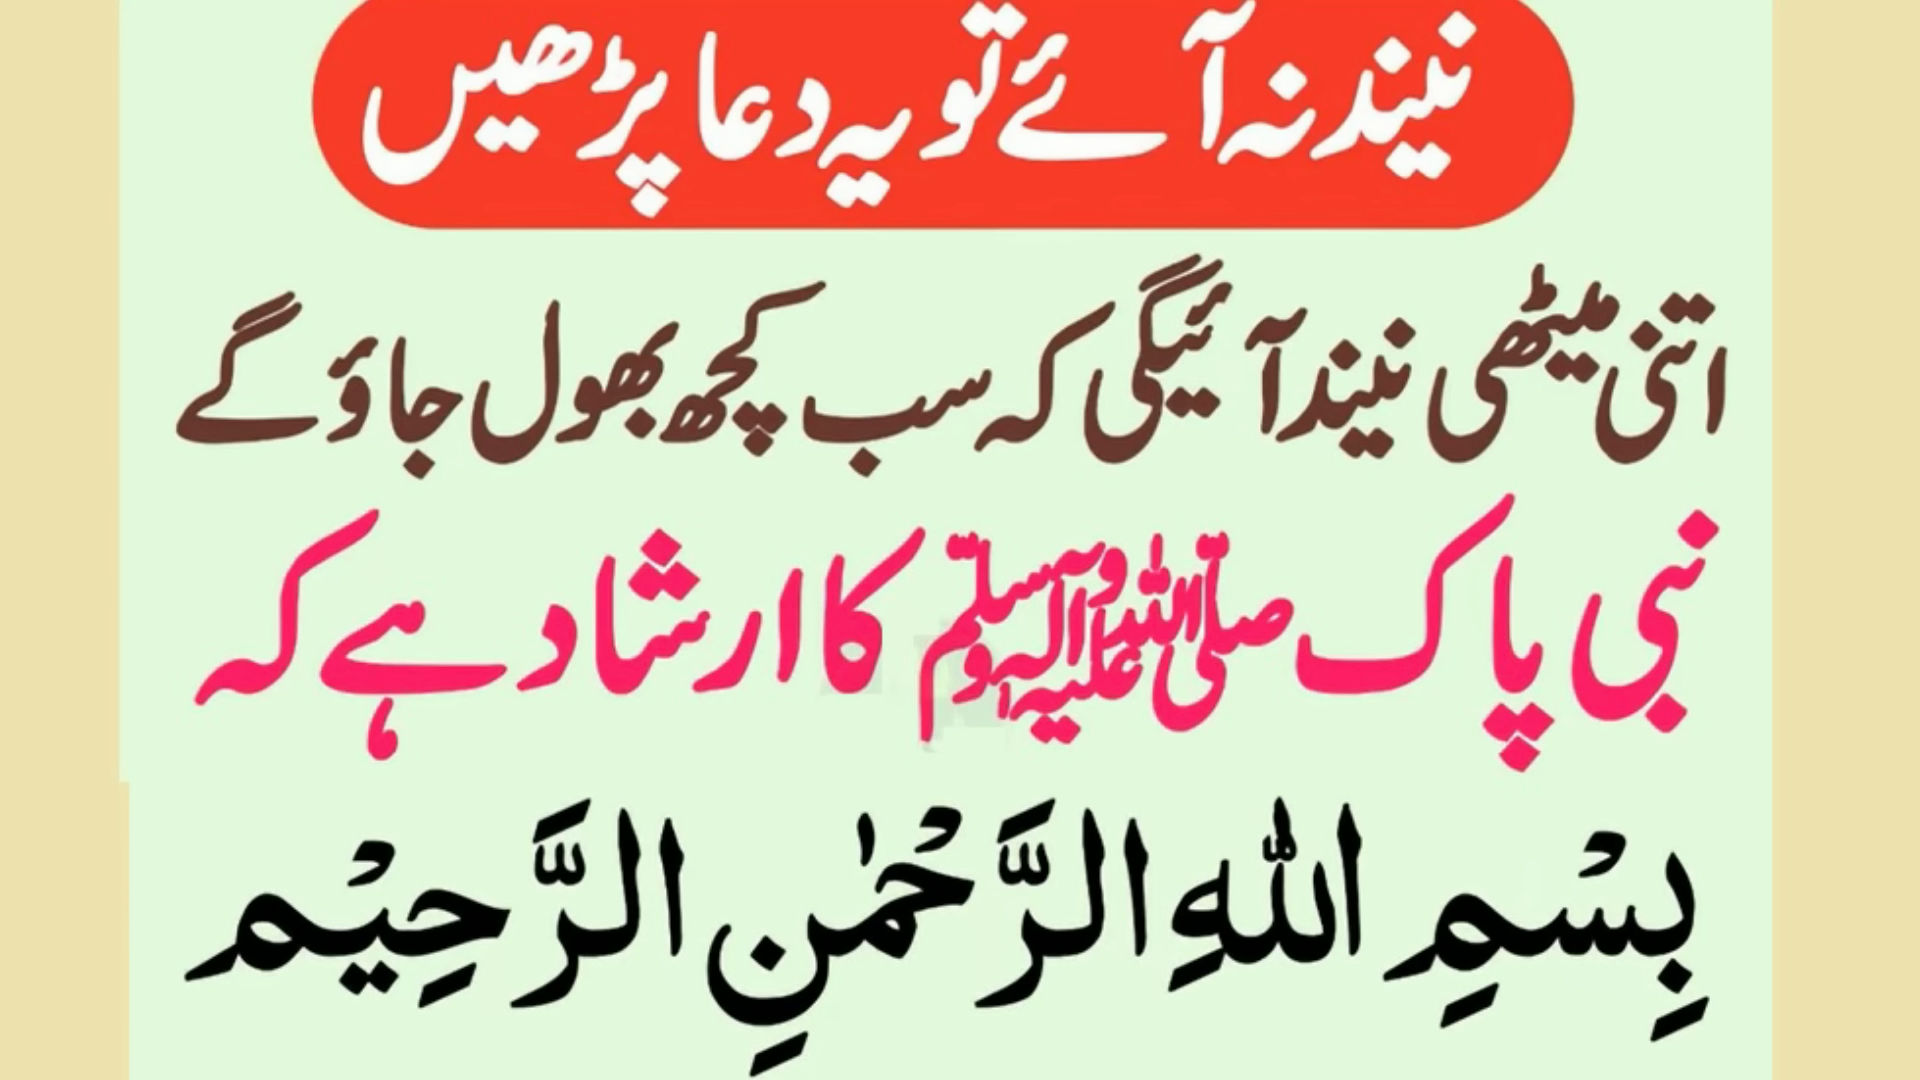 نیند نہ آئے تو یہ دعا پڑھیں
اتنی میٹھی نیند آئیگی کہ سب کچھ بھول جاؤ گے
نبی پاک صلی اللہ علیہ وآلہ وسلم کا ارشاد ہے کہ
بِسْمِ اللّٰهِ الرَّحْمٰنِ الرَّحِيْم